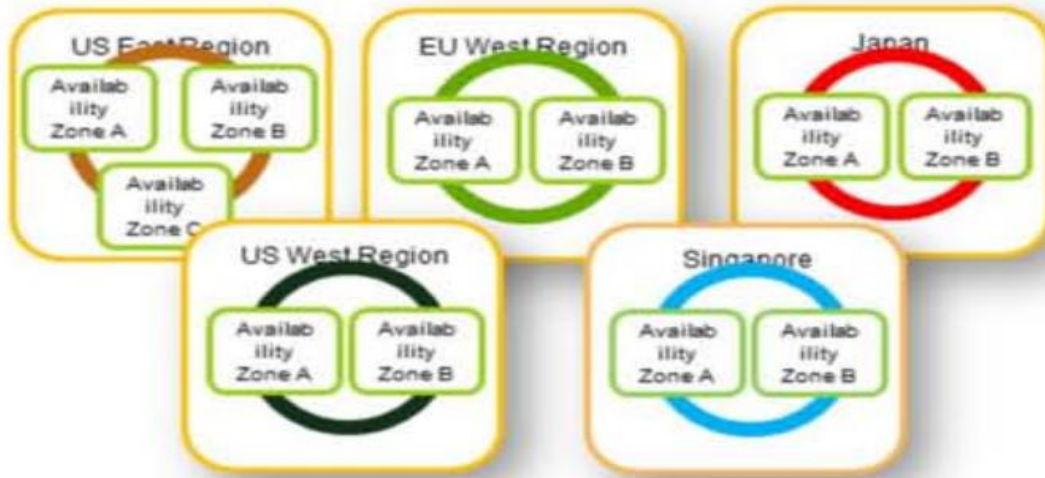 US East Region
Availab
ility
Zone A
Availab
ility
Zone B
Availab
ility
Zone C
EU West Region
Availab
ility
Zone A
Availab
ility
Zone B
Japan
Availab
ility
Zone A
Availab
ility
Zone B
US West Region
Availab
ility
Zone A
Availab
ility
Zone B
Singapore
Availab
ility
Zone A
Availab
ility
Zone B